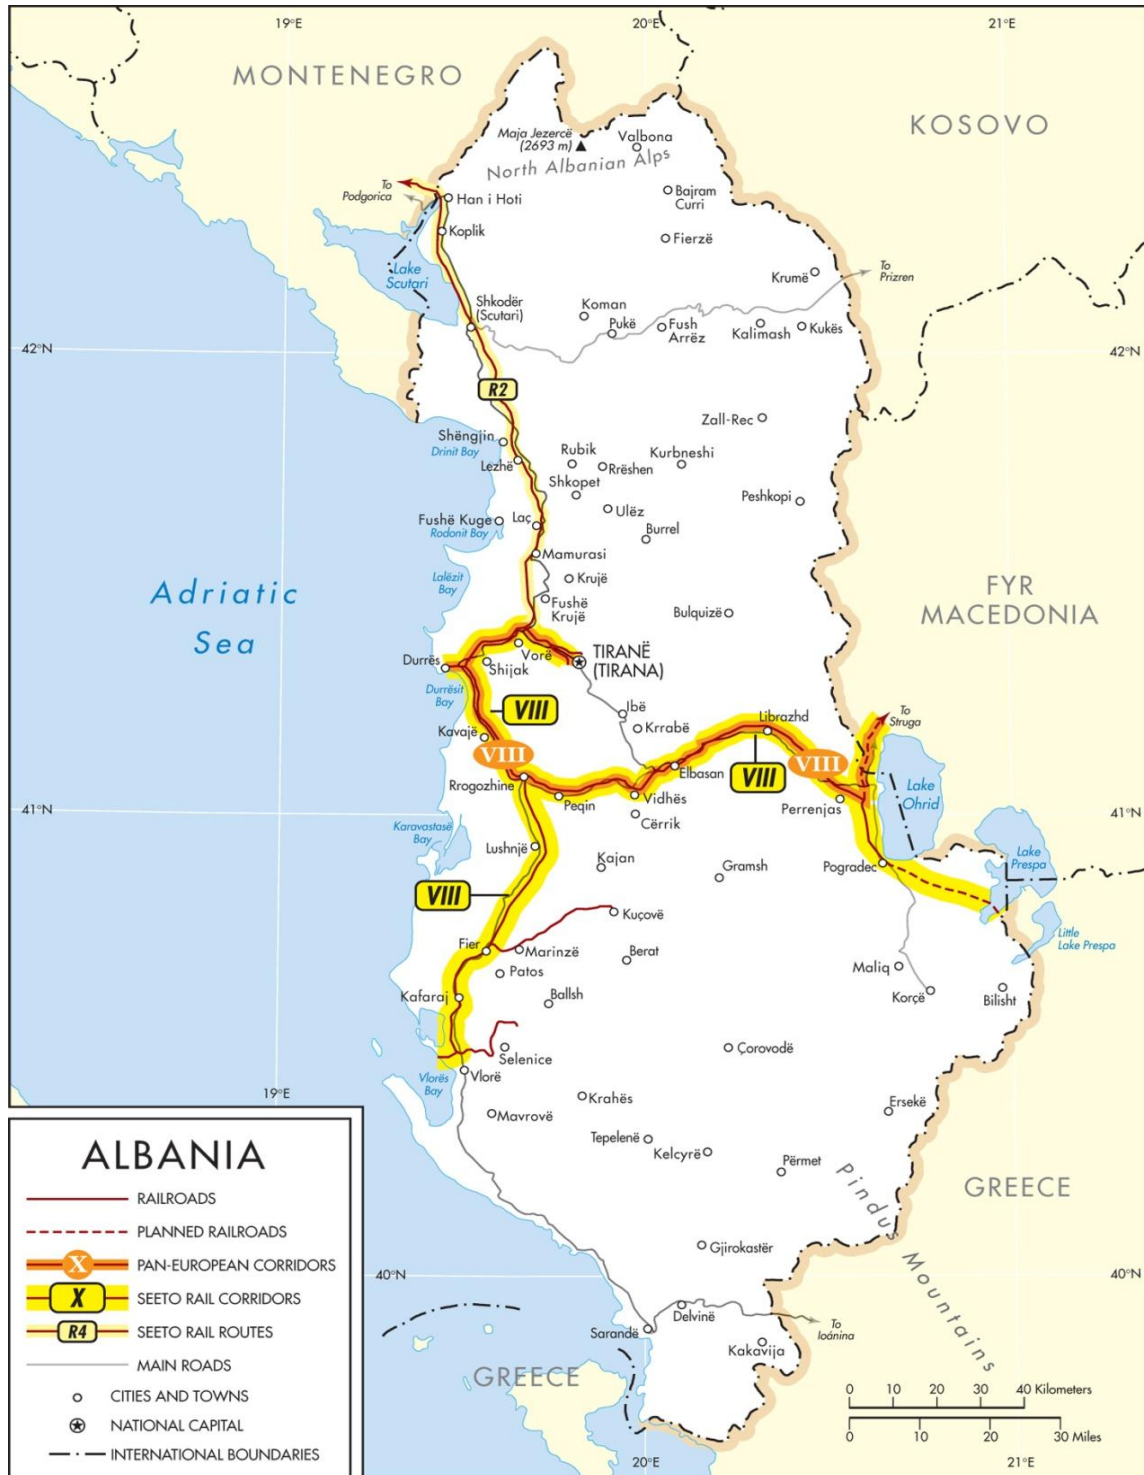 19°E
20°E
21°E
MONTENEGRO
KOSOVO
Maja Jezercë
(2693 m)
Valbona
North Albanian Alps
To
Podgorica
Han i Hoti
Bajram
Curri
Koplik
Fierzë
Lake
Scutari
Krumë
To
Prizren
Shkodër
(Scutari)
Koman
Pukë
Fush
Arrëz
Kalimash
Kukës
42°N
42°N
R2
Zall-Rec
Shëngjin
Drinit Bay
Lezhë
Rubik
Rrëshen
Kurbneshi
Shkopet
Peshkopi
Ulëz
Fushë Kuge
Rodonit Bay
Laç
Burrel
Mamurasi
Lalëzit
Bay
Krujë
Adriatic
Sea
Fushë
Krujë
Bulquizë
FYR
MACEDONIA
Vorë
TIRANË
(TIRANA)
Durrës
Shijak
Durrësit
Bay
VIII
Ibë
Krrabë
Librazhd
To
Struga
Kavajë
VIII
VIII
VIII
Elbasan
Rrogozhine
Peqin
Vidhës
Perrenjas
Lake
Ohrid
Cërrik
41°N
41°N
Karavastasë
Bay
Lushnjë
Kajan
Gramsh
Pogradec
Lake
Prespa
VIII
Kuçovë
Fier
Marinzë
Berat
Little
Lake Prespa
Patos
Maliq
Kafaraj
Ballsh
Korçë
Bilisht
Selenice
Çorovodë
Vlorës
Bay
Vlorë
19°E
Krahës
Mavrovë
Ersekë
Tepelenë
Kelcyrë
Përmet
Pindus Mountains
GREECE
Gjirokastër
40°N
40°N
Delvinë
Sarandë
To
Ioánina
Kakavija
GREECE
ALBANIA
RAILROADS
PLANNED RAILROADS
X PAN-EUROPEAN CORRIDORS
X SEETO RAIL CORRIDORS
R4 SEETO RAIL ROUTES
MAIN ROADS
CITIES AND TOWNS
NATIONAL CAPITAL
INTERNATIONAL BOUNDARIES
0 10 20 30 40 Kilometers
0 10 20 30 Miles
20°E
21°E